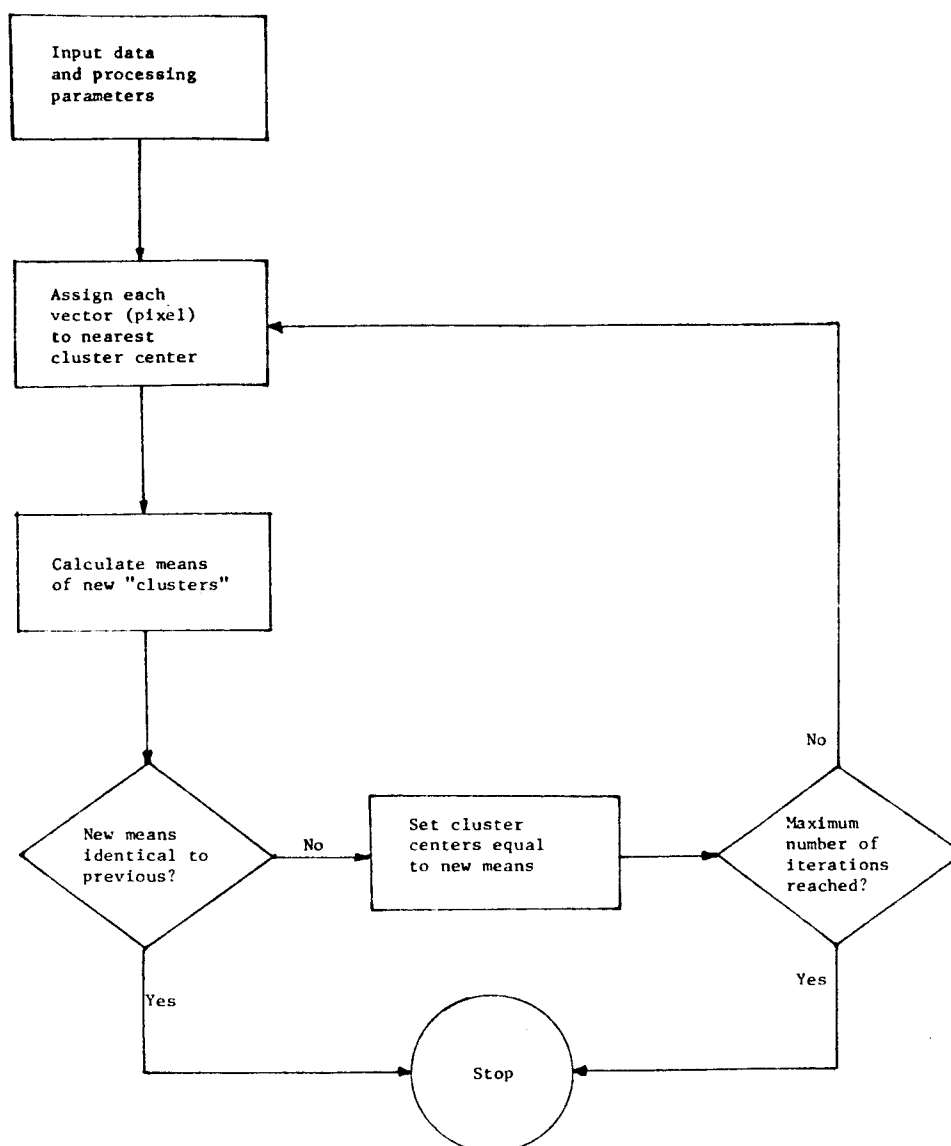 Input data
and processing
parameters
Assign each
vector (pixel)
to nearest
cluster center
Calculate means
of new "clusters"
New means
identical to
previous?
No
Set cluster
centers equal
to new means
Maximum
number of
iterations
reached?
No
Yes
Yes
Stop